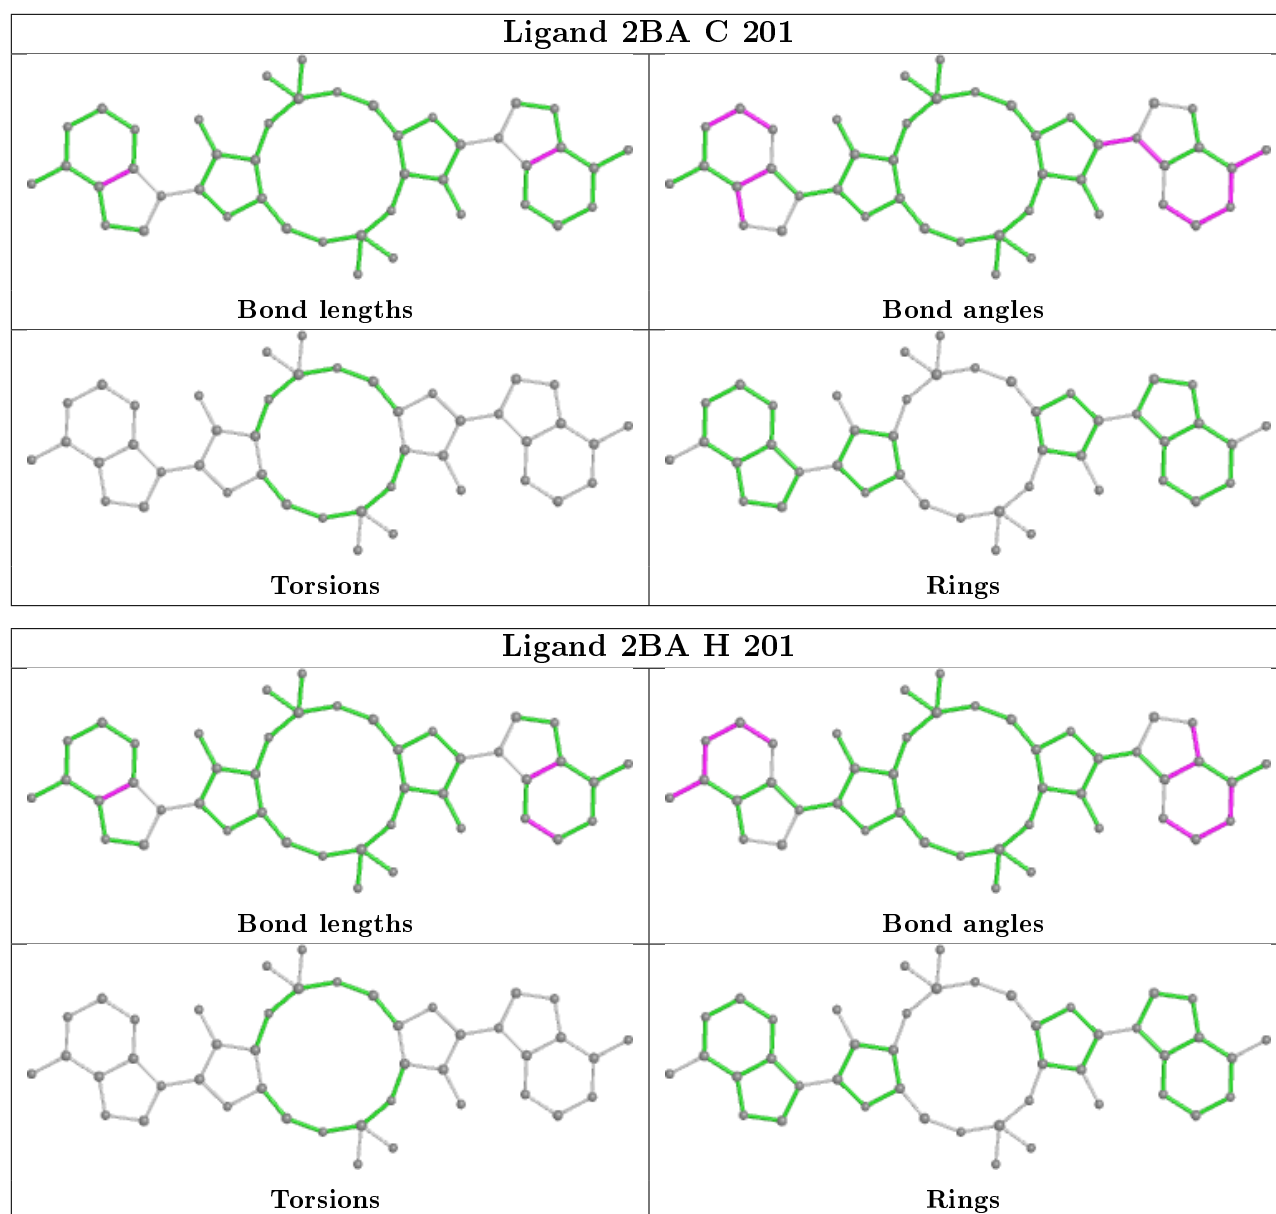 Ligand 2BA C 201
Bond lengths
Bond angles
Torsions
Rings
Ligand 2BA H 201
Bond lengths
Bond angles
Torsions
Rings